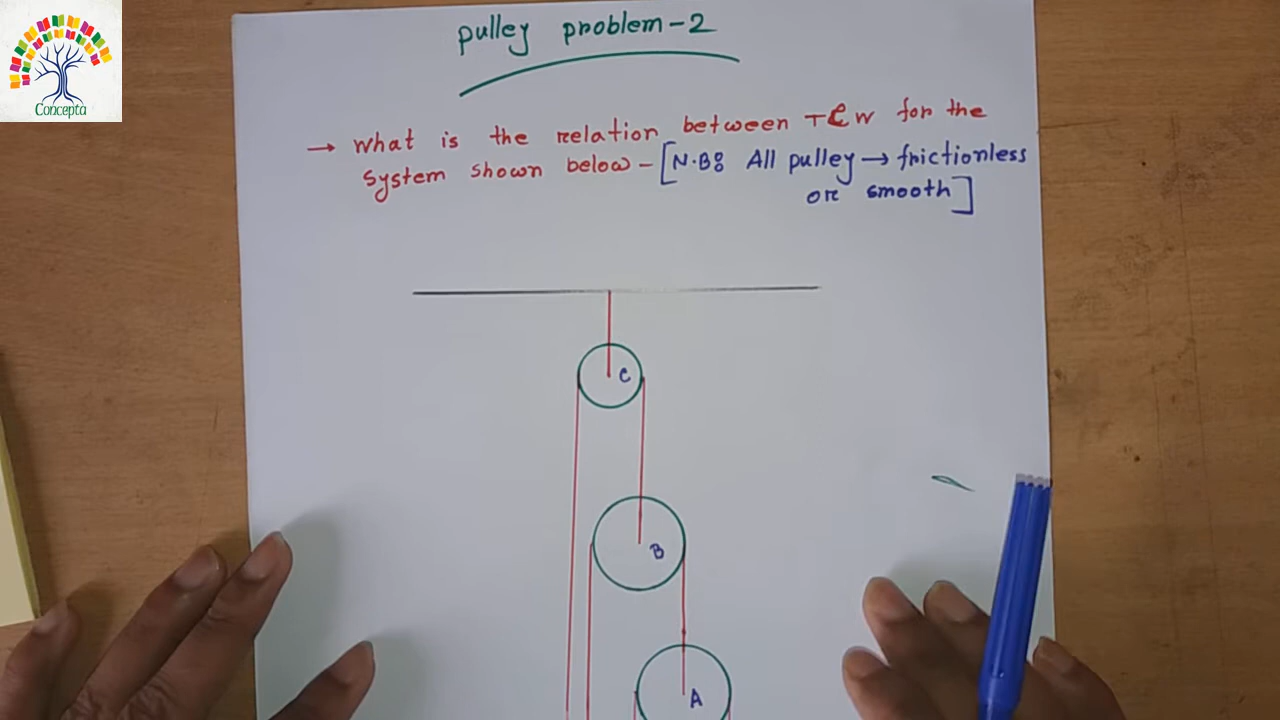 Concepta
pulley problem-2
→ What is the relation between T & W for the
system shown below - [N.B: All pulley → frictionless
or smooth]
C
B
A